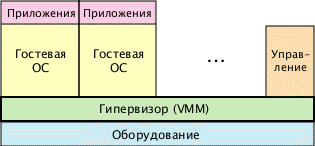 Приложения Приложения
Гостевая Гостевая
ОС ОС
...
Управ-
ление
Гипервизор (VMM)
Оборудование